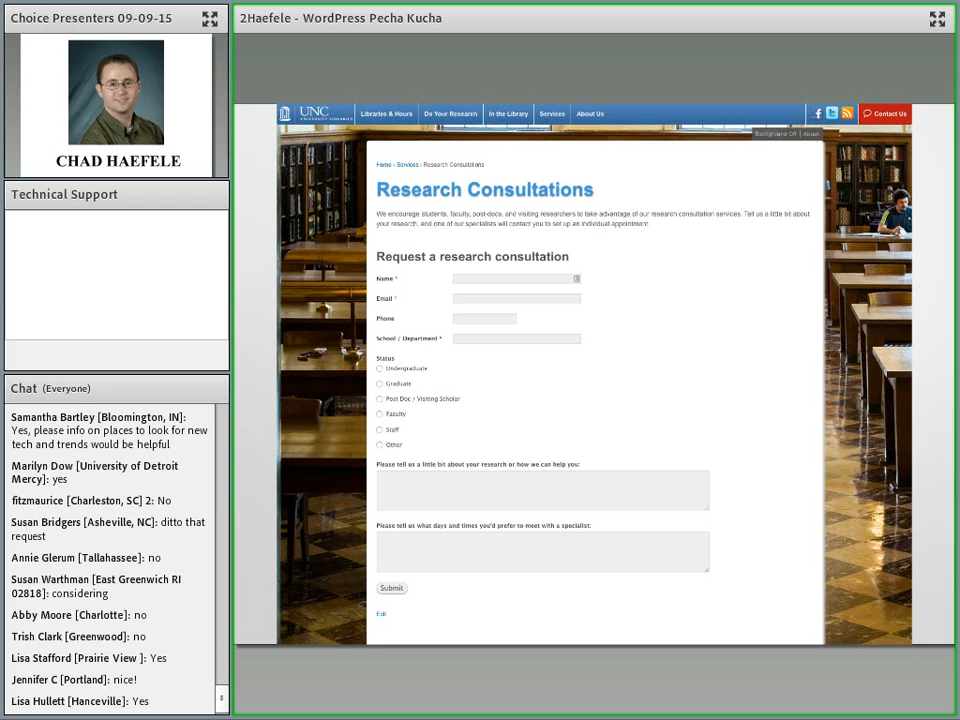 Choice Presenters 09-09-15
CHAD HAEFELE
Technical Support
Chat (Everyone)
Samantha Bartley [Bloomington, IN]:
Yes, please info on places to look for new
tech and trends would be helpful
Marilyn Dow [University of Detroit
Mercy]: yes
fitzmaurice [Charleston, SC] 2: No
Susan Bridgers [Asheville, NC]: ditto that
request
Annie Glerum [Tallahassee]: no
Susan Warthman [East Greenwich RI
02818]: considering
Abby Moore [Charlotte]: no
Trish Clark [Greenwood]: no
Lisa Stafford [Prairie View ]: Yes
Jennifer C [Portland]: nice!
Lisa Hullett [Hanceville]: Yes
2Haefele - WordPress Pecha Kucha
UNC
UNIVERSITY LIBRARIES
Libraries & Hours
Do Your Research
In the Library
Services
About Us
Contact Us
Background Off | About
Home › Services › Research Consultations
Research Consultations
We encourage students, faculty, post-docs, and visiting researchers to take advantage of our research consultation services. Tell us a little bit about
your research, and one of our specialists will contact you to set up an individual appointment.
Request a research consultation
Name *
Email *
Phone
School / Department *
Status
Undergraduate
Graduate
Post Doc / Visiting Scholar
Faculty
Staff
Other
Please tell us a little bit about your research or how we can help you:
Please tell us what days and times you'd prefer to meet with a specialist:
Submit
Edit